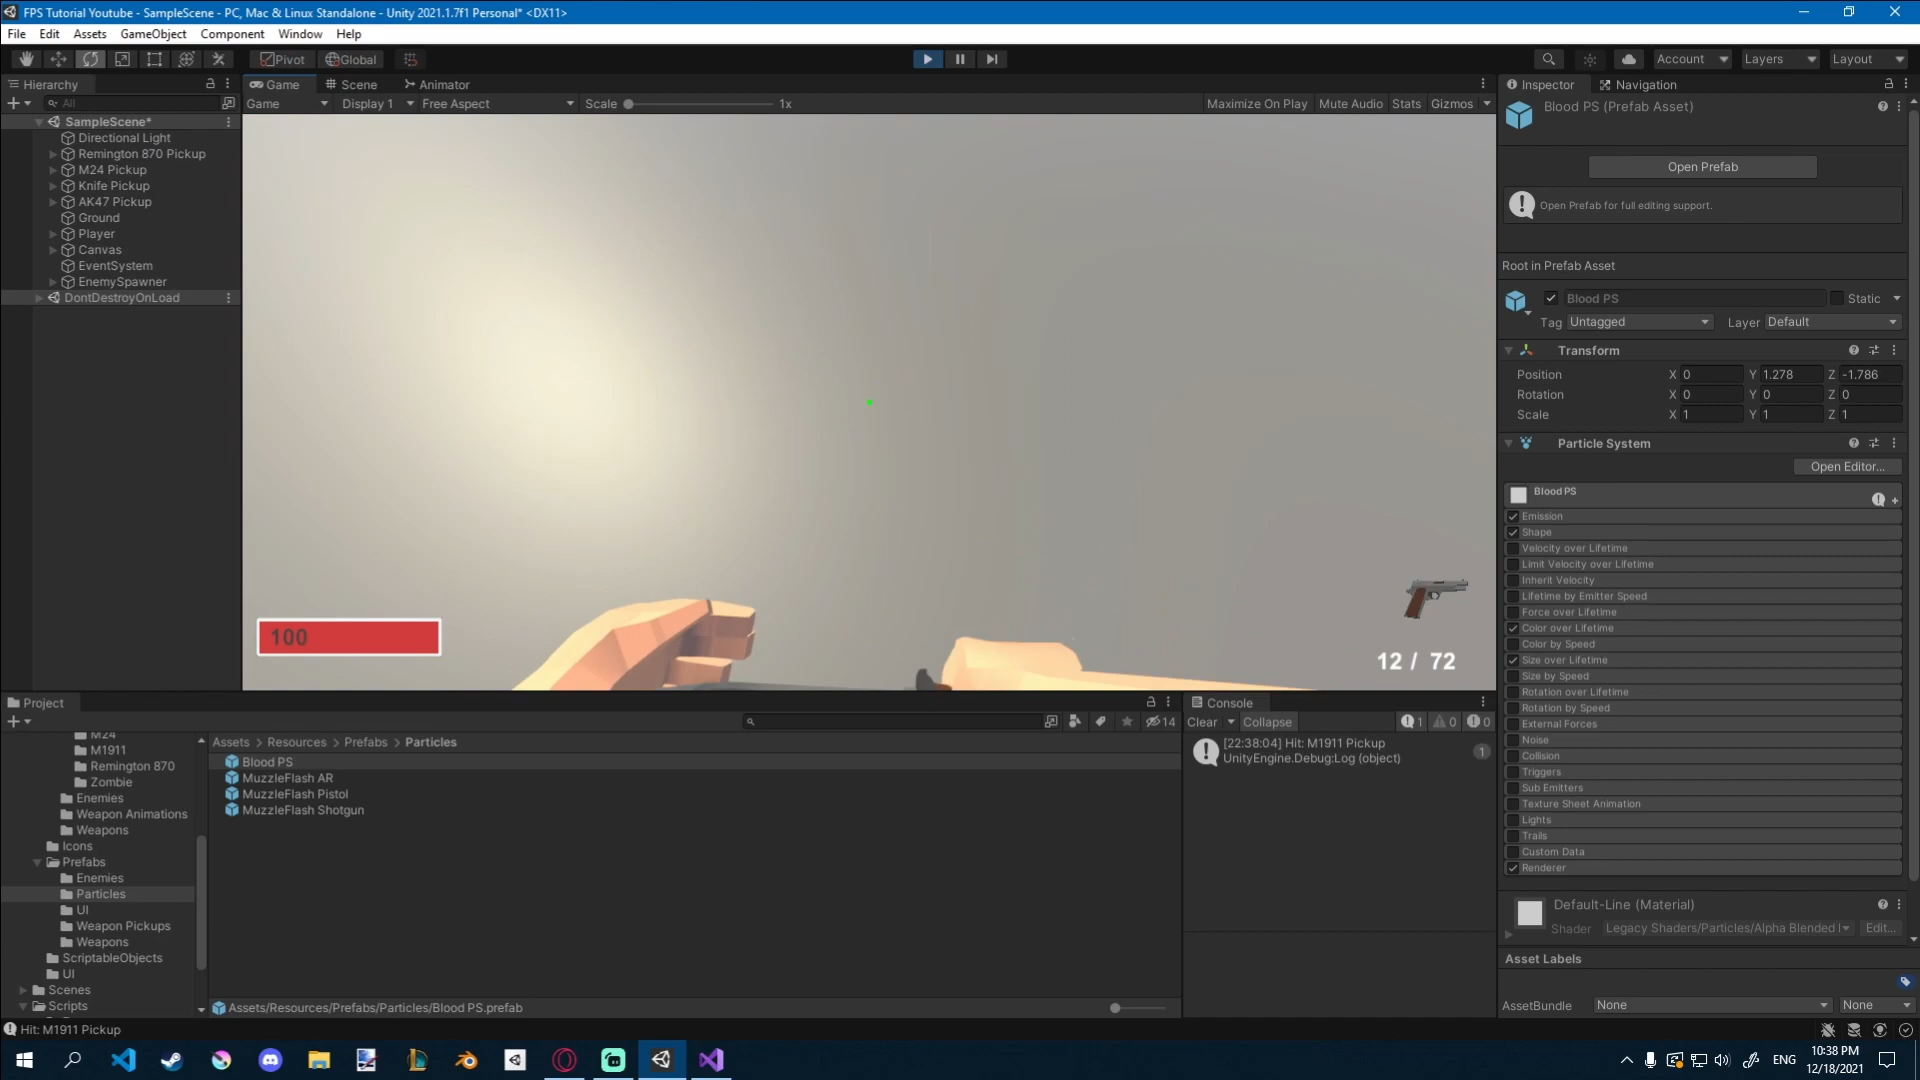 FPS Tutorial Youtube - SampleScene - PC, Mac & Linux Standalone - Unity 2021.1.7f1 Personal* <DX11>
File Edit Assets GameObject Component Window Help
Pivot Global Account Layers Layout
Hierarchy
All
SampleScene*
Directional Light
Remington 870 Pickup
M24 Pickup
Knife Pickup
AK47 Pickup
Ground
Player
Canvas
EventSystem
EnemySpawner
DontDestroyOnLoad
Game Scene Animator
Game Display 1 Free Aspect Scale 1x Maximize On Play Mute Audio Stats Gizmos
100
12 / 72
Inspector Navigation
Blood PS (Prefab Asset)
Open Prefab
Open Prefab for full editing support.
Root in Prefab Asset
Blood PS Static
Tag Untagged Layer Default
Transform
Position X 0 Y 1.278 Z -1.786
Rotation X 0 Y 0 Z 0
Scale X 1 Y 1 Z 1
Particle System
Open Editor...
Blood PS
Emission
Shape
Velocity over Lifetime
Limit Velocity over Lifetime
Inherit Velocity
Lifetime by Emitter Speed
Force over Lifetime
Color over Lifetime
Color by Speed
Size over Lifetime
Size by Speed
Rotation over Lifetime
Rotation by Speed
External Forces
Noise
Collision
Triggers
Sub Emitters
Texture Sheet Animation
Lights
Trails
Custom Data
Renderer
Default-Line (Material)
Shader Legacy Shaders/Particles/Alpha Blended Edit...
Asset Labels
AssetBundle None None
Project
14
M24
M1911
Remington 870
Zombie
Enemies
Weapon Animations
Weapons
Icons
Prefabs
Enemies
Particles
UI
Weapon Pickups
Weapons
ScriptableObjects
UI
Scenes
Scripts
Assets > Resources > Prefabs > Particles
Blood PS
MuzzleFlash AR
MuzzleFlash Pistol
MuzzleFlash Shotgun
Assets/Resources/Prefabs/Particles/Blood PS.prefab
Console
Clear Collapse 1 0 0
[22:38:04] Hit: M1911 Pickup
UnityEngine.Debug:Log (object)
1
Hit: M1911 Pickup
ENG
10:38 PM
12/18/2021